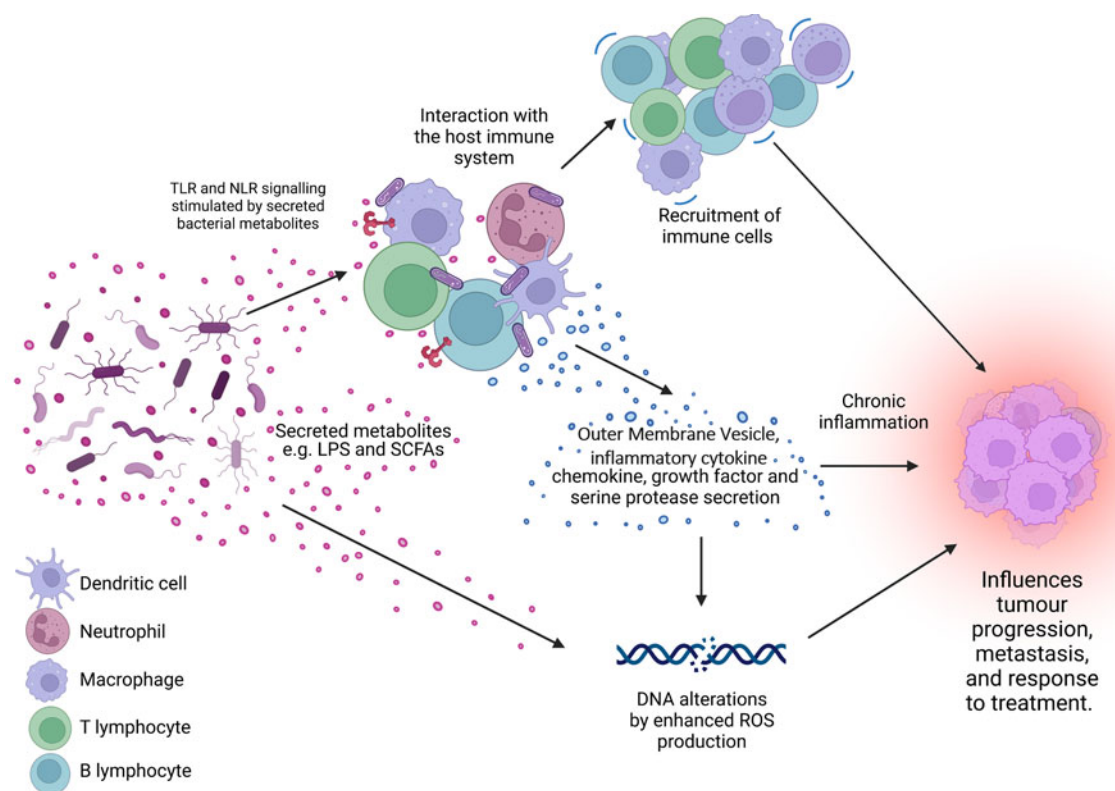 Interaction with
the host immune
system
TLR and NLR signalling
stimulated by secreted
bacterial metabolites
Recruitment of
immune cells
Secreted metabolites
e.g. LPS and SCFAs
Outer Membrane Vesicle,
inflammatory cytokine
chemokine, growth factor and
serine protease secretion
Chronic
inflammation
DNA alterations
by enhanced ROS
production
Influences
tumour
progression,
metastasis,
and response
to treatment.
Dendritic cell
Neutrophil
Macrophage
T lymphocyte
B lymphocyte